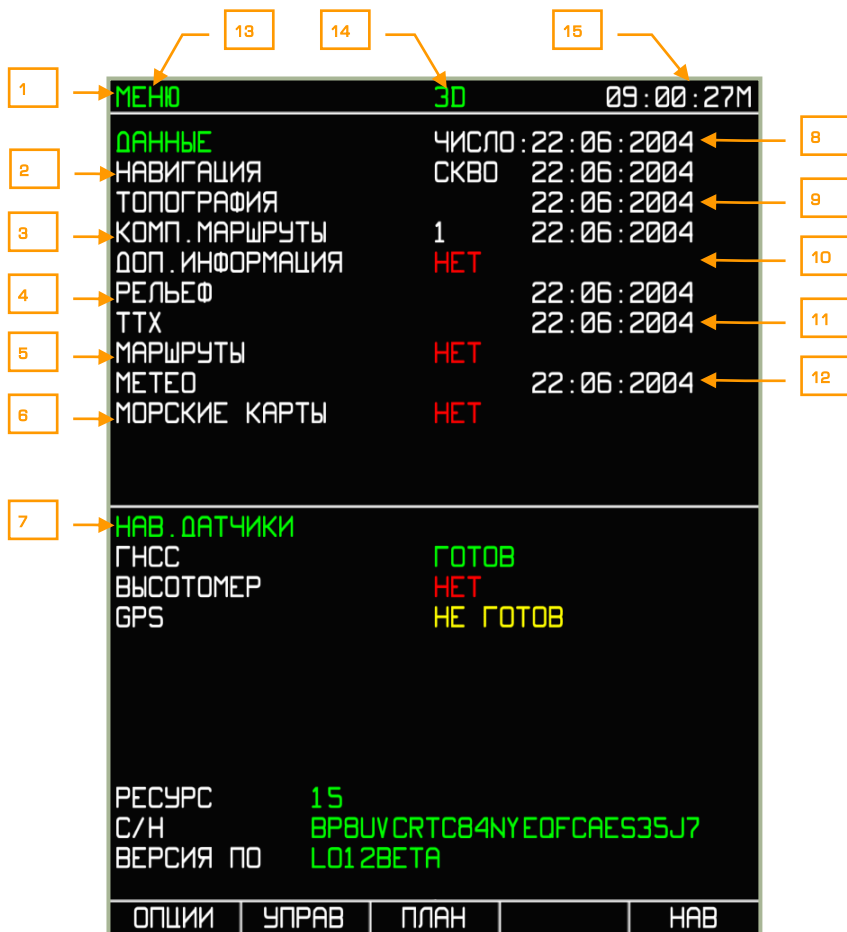 13 14 15
1 МЕНЮ 3D 09:00:27М
ДАННЫЕ ЧИСЛО:22:06:2004 8
2 НАВИГАЦИЯ СКВО 22:06:2004
ТОПОГРАФИЯ 22:06:2004 9
3 КОМП.МАРШРУТЫ 1 22:06:2004
ДОП.ИНФОРМАЦИЯ НЕТ 10
4 РЕЛЬЕФ 22:06:2004
ТТХ 22:06:2004 11
5 МАРШРУТЫ НЕТ
МЕТЕО 22:06:2004 12
6 МОРСКИЕ КАРТЫ НЕТ
7 НАВ.ДАТЧИКИ
ГНСС ГОТОВ
ВЫСОТОМЕР НЕТ
GPS НЕ ГОТОВ
РЕСУРС 15
С/Н BP8UVCRTC84NYEQFCAES35J7
ВЕРСИЯ ПО L012BETA
ОПЦИИ УПРАВ ПЛАН НАВ